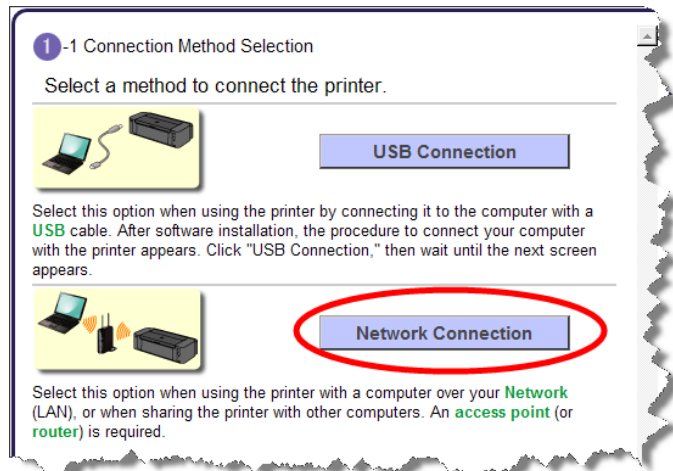 1-1 Connection Method Selection
Select a method to connect the printer.
USB Connection
Select this option when using the printer by connecting it to the computer with a
USB cable. After software installation, the procedure to connect your computer
with the printer appears. Click "USB Connection," then wait until the next screen
appears.
Network Connection
Select this option when using the printer with a computer over your Network
(LAN), or when sharing the printer with other computers. An access point (or
router) is required.